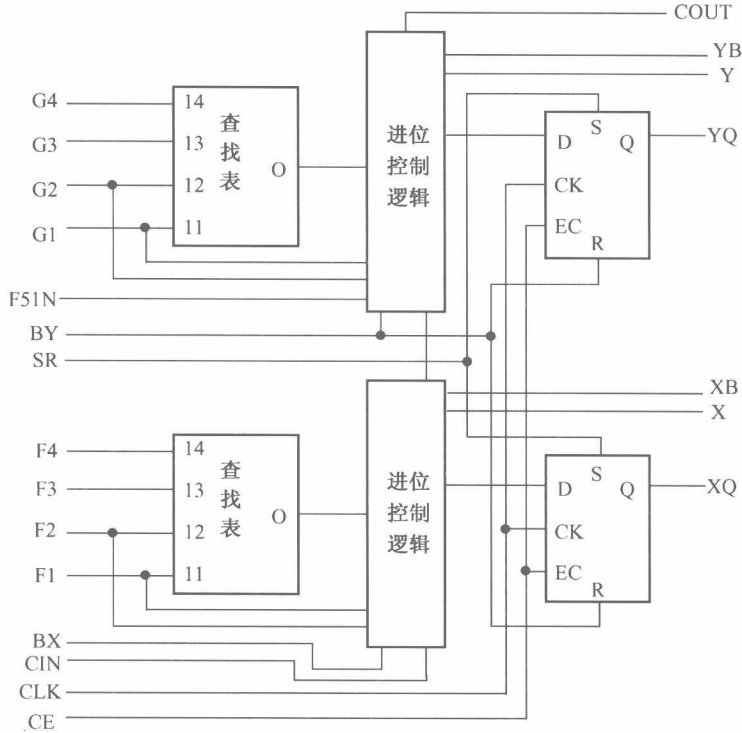 COUT
YB
Y
G4
G3
G2
G1
14
13
12
11
查找表
O
进位控制逻辑
D
S
Q
CK
EC
R
YQ
F51N
BY
SR
XB
X
F4
F3
F2
F1
14
13
12
11
查找表
O
进位控制逻辑
D
S
Q
CK
EC
R
XQ
BX
CIN
CLK
CE